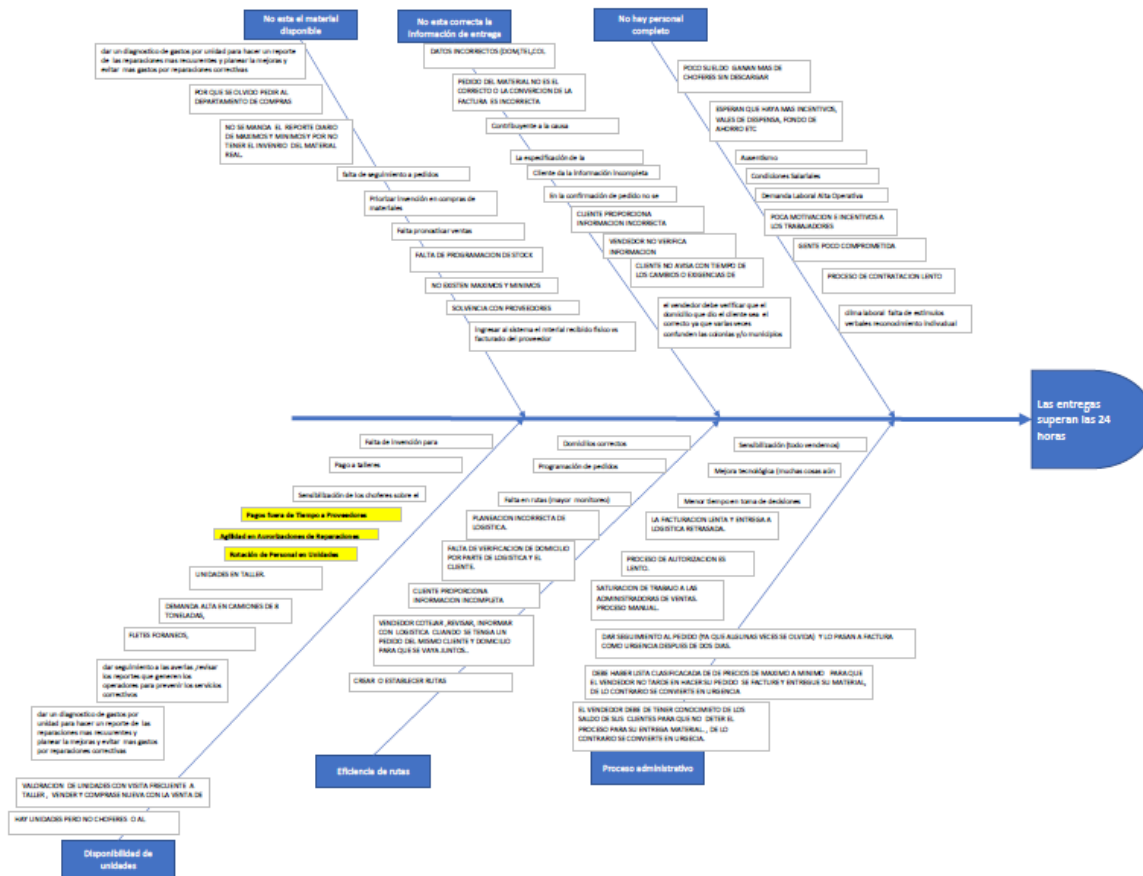 No esta el material
disponible
No esta correcta la
información de entrega
No hay personal
completo
dar un diagnostico de gastos por unidad para hacer un reporte
de las reparaciones mas recuurentes y planear la mejoras y
evitar mas gastos por reparaciones correctivas
POR QUE SE OLVIDO PEDIR AL
DEPARTAMENTO DE COMPRAS
NO SE MANDA EL REPORTE DIARIO
DE MAXIMOS Y MINIMOS Y POR NO
TENER EL INVENRIO DEL MATERIAL
REAL.
falta de seguimiento a pedidos
Priorizar invención en compras de
materiales
Falta pronosticar ventas
FALTA DE PROGRAMACION DE STOCK
NO EXISTEN MAXIMOS Y MINIMOS
SOLVENCIA CON PROVEEDORES
Ingresar al sistema el mterial recibido fisico vs
facturado del proveedor
DATOS INCORRECTOS (DOM,TEL,COL
PEDIDO DEL MATERIAL NO ES EL
CORRECTO O LA CONVERCION DE LA
FACTURA ES INCORRECTA
Contribuyente a la causa
La especificación de la
Cliente da la información incompleta
En la confirmación de pedido no se
CLIENTE PROPORCIONA
INFORMACION INCORRECTA
VENDEDOR NO VERIFICA
INFORMACION
CLIENTE NO AVISA CON TIEMPO DE
LOS CAMBIOS O EXIGENCIAS DE
el vendedor debe verificar que el
domicilio que dio el cliente sea el
correcto ya que varias veces
confunden las colonias y/o municipios
POCO SUELDO GANAN MAS DE
CHOFERES SIN DESCARGAR
ESPERAN QUE HAYA MAS INCENTIVOS,
VALES DE DESPENSA, FONDO DE
AHORRO ETC
Ausentismo
Condiciones Salariales
Demanda Laboral Alta Operativa
POCA MOTIVACION E INCENTIVOS A
LOS TRABAJADORES
GENTE POCO COMPROMETIDA
PROCESO DE CONTRATACION LENTO
clima laboral falta de estimulos
verbales reconocimiento indivudual
Las entregas
superan las 24
horas
Falta de invención para
Pago a talleres
Sensibilización de los choferes sobre el
Pagos fuera de Tiempo a Proveedores
Agilidad en Autorizaciones de Reparaciones
Rotación de Personal en Unidades
UNIDADES EN TALLER.
DEMANDA ALTA EN CAMIONES DE 8
TONELADAS,
FLETES FORANEOS,
dar seguimiento a las averias ,revisar
los reportes que generen los
operadores para prevenir los servicios
correctivos
dar un diagnostico de gastos por
unidad para hacer un reporte de las
reparaciones mas recuurentes y
planear la mejoras y evitar mas gastos
por reparaciones correctivas
VALORACION DE UNIDADES CON VISITA FRECUENTE A
TALLER , VENDER Y COMPRASE NUEVA CON LA VENTA DE
HAY UNIDADES PERO NO CHOFERES O AL
Disponibilidad de
unidades
Domicilios correctos
Programación de pedidos
Falta en rutas (mayor monitoreo)
PLANEACION INCORRECTA DE
LOGISTICA.
FALTA DE VERIFICACION DE DOMICILIO
POR PARTE DE LOGISTICA Y EL
CLIENTE.
CLIENTE PROPORCIONA
INFORMACION INCOMPLETA
VENDEDOR COTEJAR ,REVISAR, INFORMAR
CON LOGISTICA CUANDO SE TENGA UN
PEDIDO DEL MISMO CLIENTE Y DOMICILIO
PARA QUE SE VAYA JUNTOS..
CREAR O ESTABLECER RUTAS
Eficiencia de rutas
Sensibilización (todo vendemos)
Mejora tecnológica (muchas cosas aún
Menor tiempo en toma de decisiones
LA FACTURACION LENTA Y ENTREGA A
LOGISTICA RETRASADA.
PROCESO DE AUTORIZACION ES
LENTO.
SATURACION DE TRABAJO A LAS
ADMINISTRADORAS DE VENTAS.
PROCESO MANUAL.
DAR SEGUIMIENTO AL PEDIDO (YA QUE ALGUNAS VECES SE OLVIDA) Y LO PASAN A FACTURA
COMO URGENCIA DESPUES DE DOS DIAS.
DEBE HABER LISTA CLASIFICACADA DE DE PRECIOS DE MAXIMO A MINIMO PARA QUE
EL VENDEDOR NO TARDE EN HACER SU PEDIDO SE FACTURE Y ENTREGUE SU MATERIAL,
DE LO CONTRARIO SE CONVIERTE EN URGENCIA
EL VENDEDOR DEBE DE TENER CONOCIMIETO DE LOS
SALDO DE SUS CLIENTES PARA QUE NO DETER EL
PROCESO PARA SU ENTREGA MATERIAL. , DE LO
CONTRARIO SE CONVIERTE EN URGECIA.
Proceso administrativo